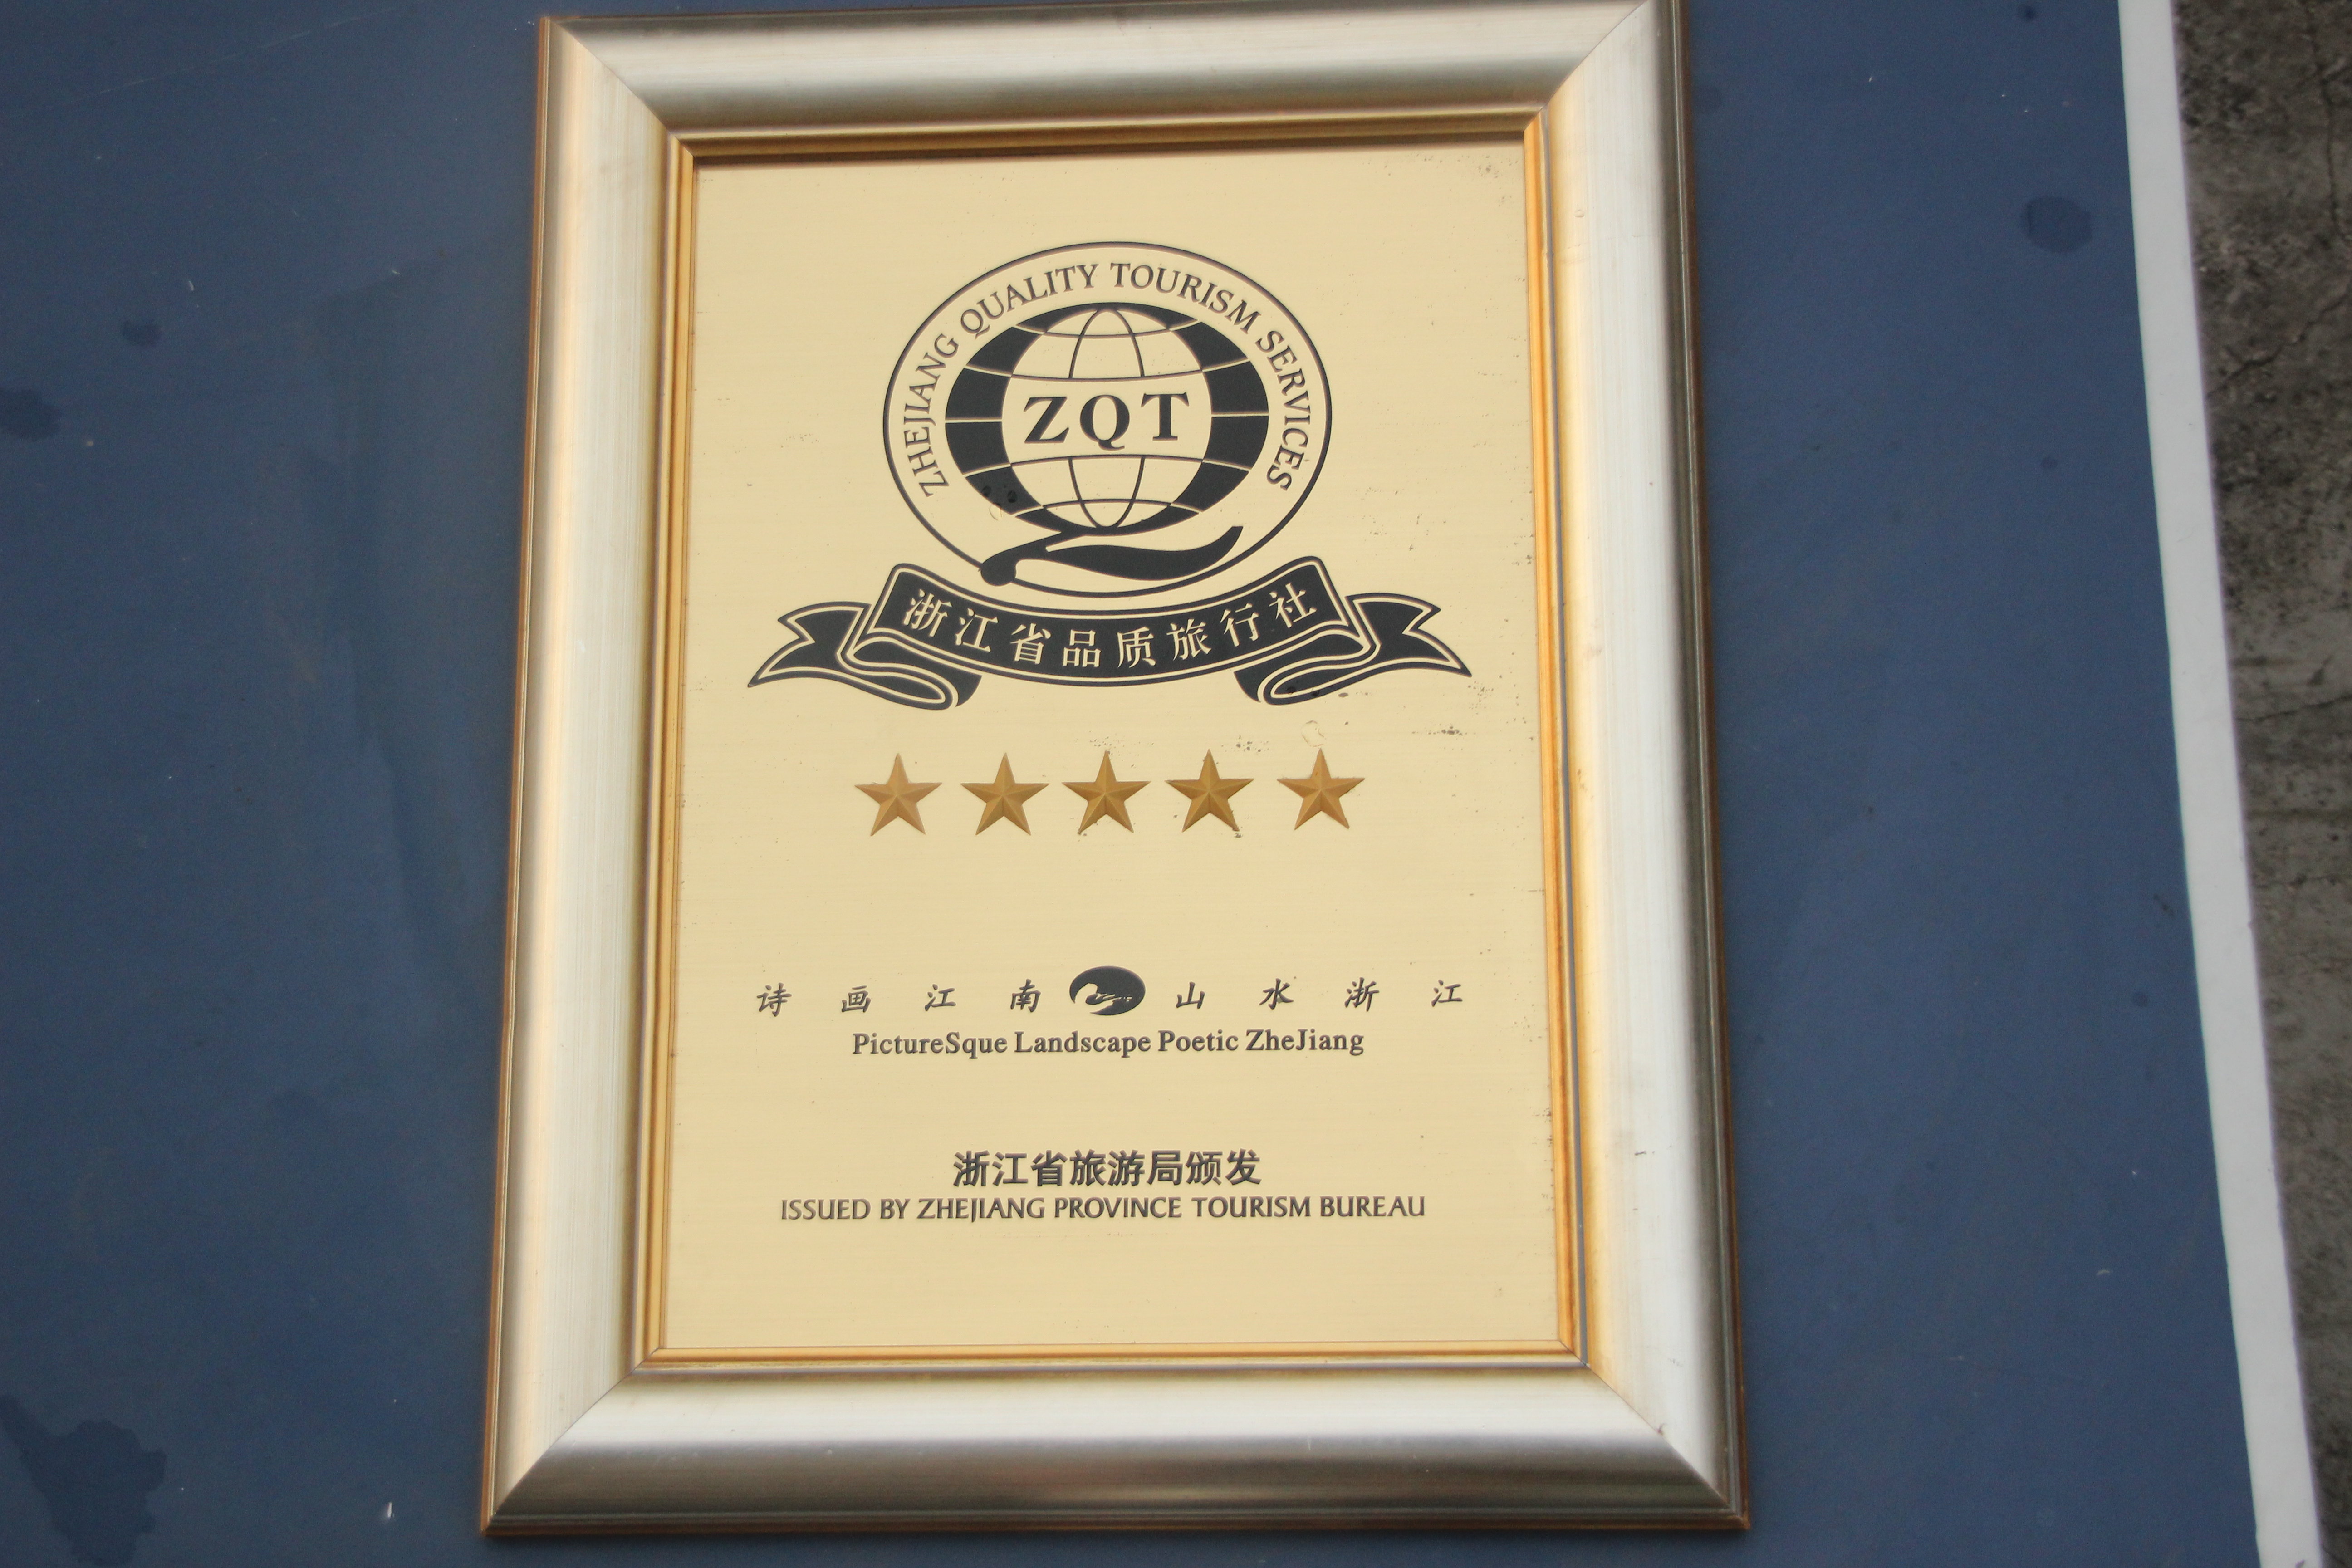 ZHEJIANG QUALITY TOURISM SERVICES
ZQT
浙江省品质旅行社
诗画江南 山水浙江
PictureSque Landscape Poetic ZheJiang
浙江省旅游局颁发
ISSUED BY ZHEJIANG PROVINCE TOURISM BUREAU